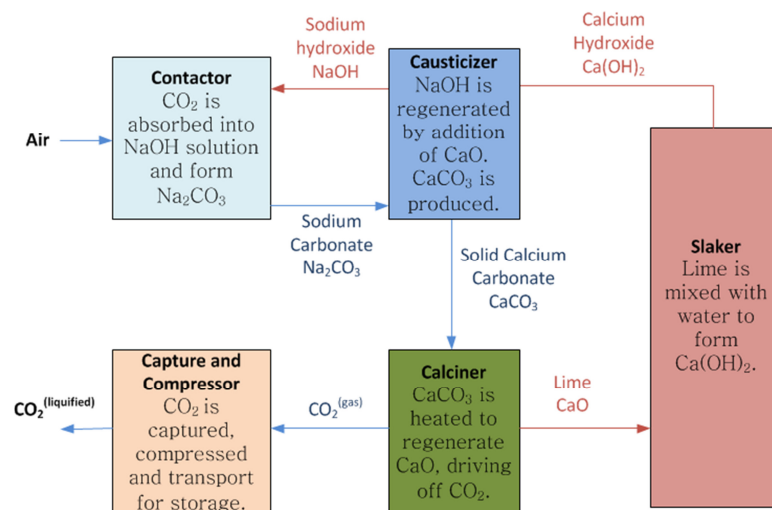 Sodium
hydroxide
NaOH
Calcium
Hydroxide
Ca(OH)₂
Contactor
CO₂ is
absorbed into
NaOH solution
and form
Na₂CO₃
Causticizer
NaOH is
regenerated
by addition
of CaO.
CaCO₃ is
produced.
Air
Sodium
Carbonate
Na₂CO₃
Solid Calcium
Carbonate
CaCO₃
Slaker
Lime is
mixed with
water to
form
Ca(OH)₂.
Capture and
Compressor
CO₂ is
captured,
compressed
and transport
for storage.
Calciner
CaCO₃ is
heated to
regenerate
CaO, driving
off CO₂.
Lime
CaO
CO₂(gas)
CO₂(liquified)